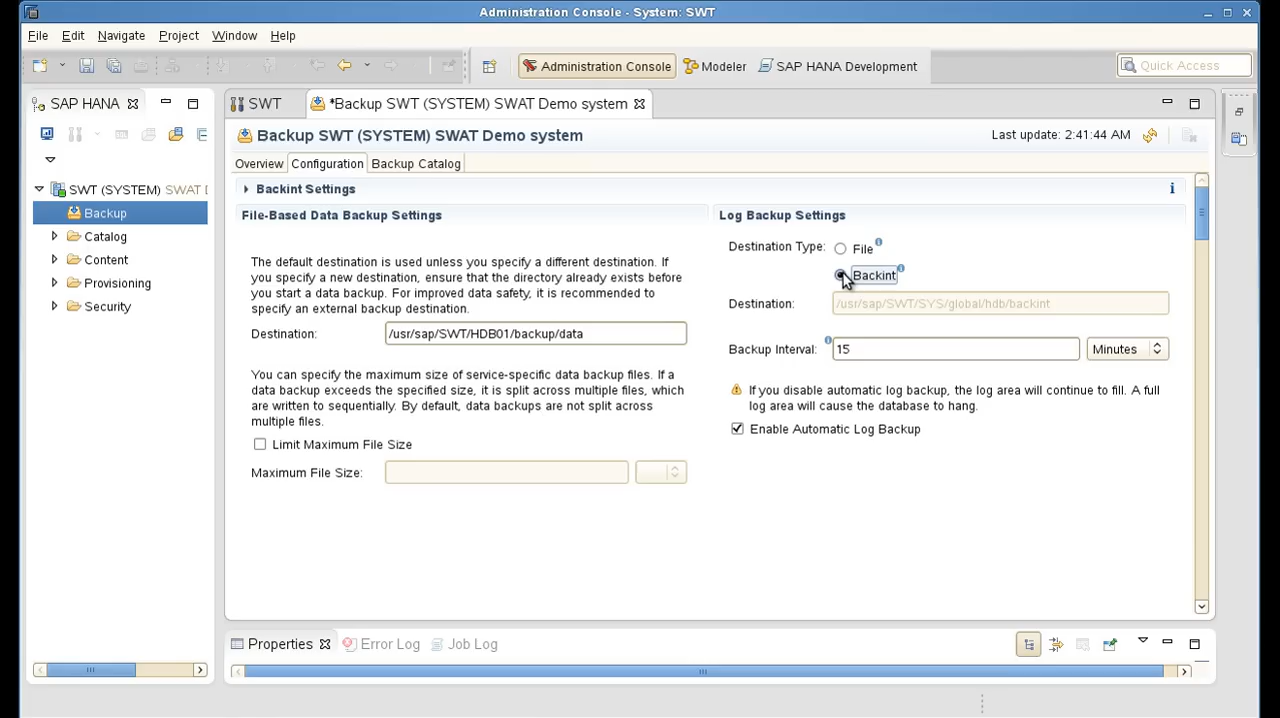 Administration Console - System: SWT
File Edit Navigate Project Window Help
Administration Console Modeler SAP HANA Development Quick Access
SAP HANA
SWT *Backup SWT (SYSTEM) SWAT Demo system
Backup SWT (SYSTEM) SWAT Demo system Last update: 2:41:44 AM
Overview Configuration Backup Catalog
SWT (SYSTEM) SWAT D
Backup
Catalog
Content
Provisioning
Security
Backint Settings
File-Based Data Backup Settings
The default destination is used unless you specify a different destination. If
you specify a new destination, ensure that the directory already exists before
you start a data backup. For improved data safety, it is recommended to
specify an external backup destination.
Destination: /usr/sap/SWT/HDB01/backup/data
You can specify the maximum size of service-specific data backup files. If a
data backup exceeds the specified size, it is split across multiple files, which
are written to sequentially. By default, data backups are not split across
multiple files.
Limit Maximum File Size
Maximum File Size:
Log Backup Settings
Destination Type: File
Backint
Destination: /usr/sap/SWT/SYS/global/hdb/backint
Backup Interval: 15 Minutes
If you disable automatic log backup, the log area will continue to fill. A full
log area will cause the database to hang.
Enable Automatic Log Backup
Properties Error Log Job Log